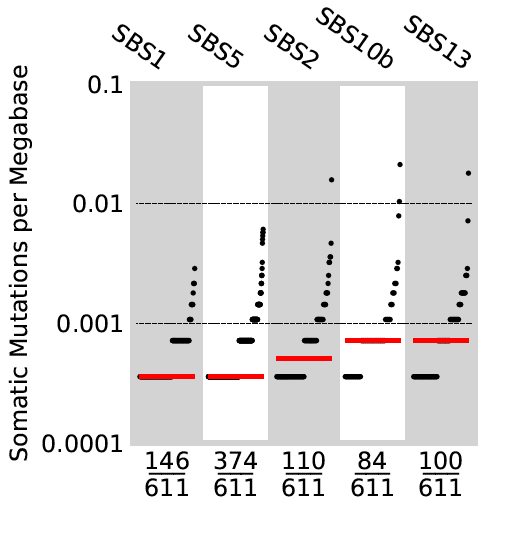 SBS1 SBS5 SBS2 SBS10b SBS13
Somatic Mutations per Megabase
0.1
0.01
0.001
0.0001
146 374 110 84 100
611 611 611 611 611